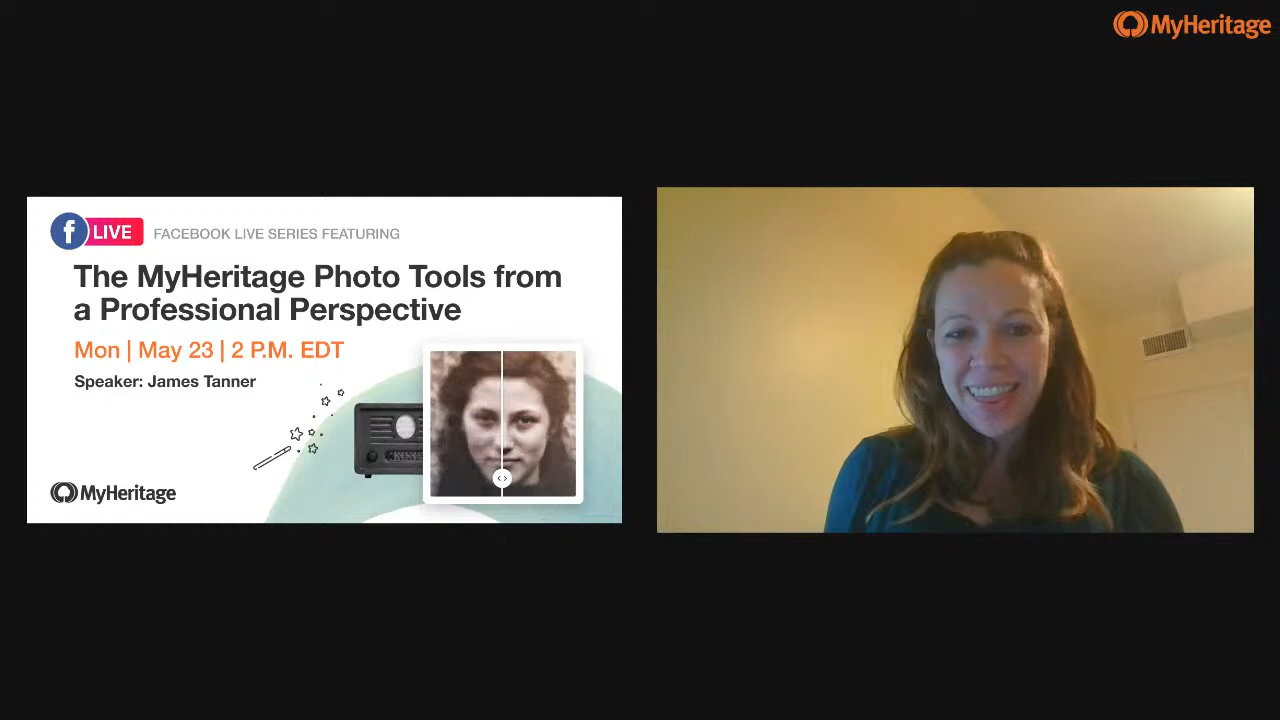 MyHeritage
f LIVE FACEBOOK LIVE SERIES FEATURING
The MyHeritage Photo Tools from
a Professional Perspective
Mon | May 23 | 2 P.M. EDT
Speaker: James Tanner
MyHeritage